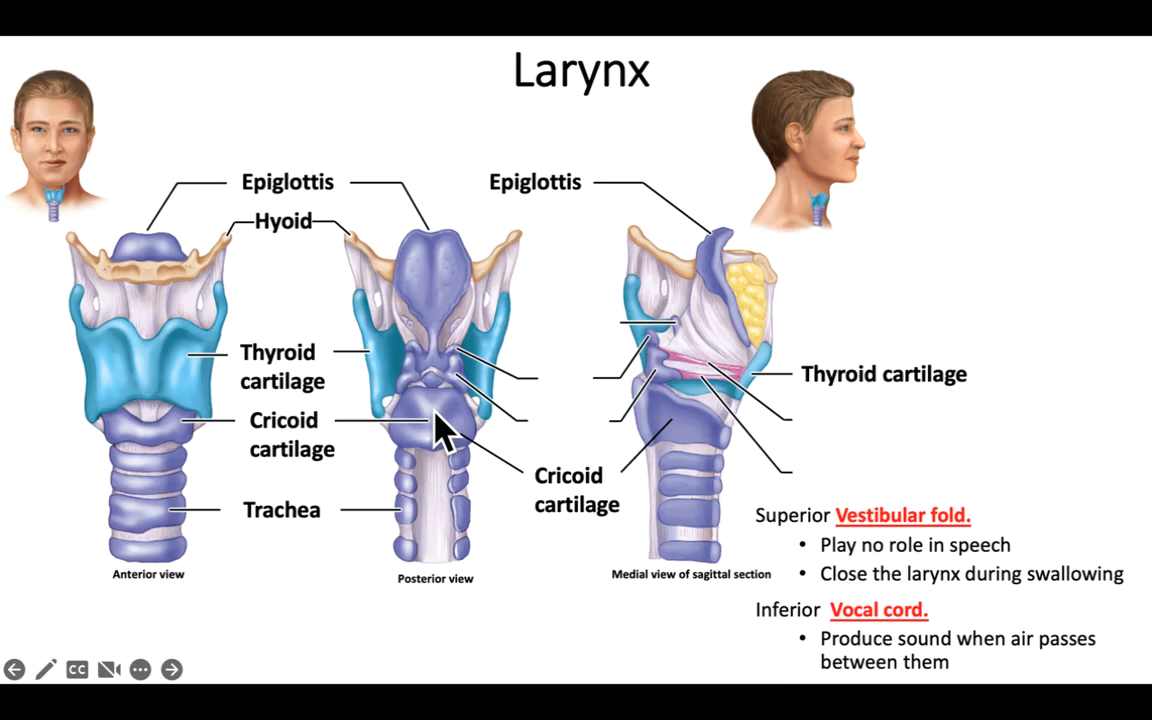 Larynx
Epiglottis
Epiglottis
Hyoid
Thyroid
cartilage
Thyroid cartilage
Cricoid
cartilage
Cricoid
cartilage
Trachea
Superior Vestibular fold.
• Play no role in speech
• Close the larynx during swallowing
Inferior Vocal cord.
• Produce sound when air passes
between them
Anterior view
Posterior view
Medial view of sagittal section
CC